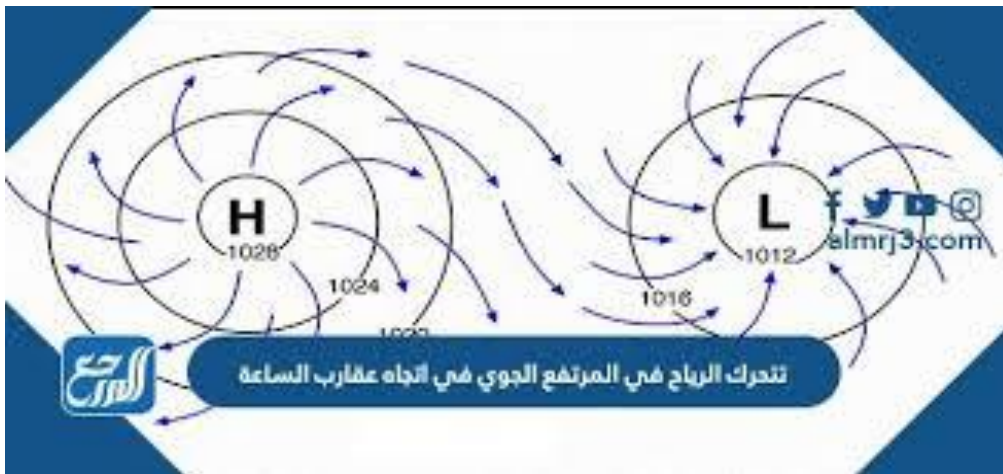 H
1028
1024
L
1012
1016
almrj3.com
المرجع
تتحرك الرياح في المرتفع الجوي في اتجاه عقارب الساعة